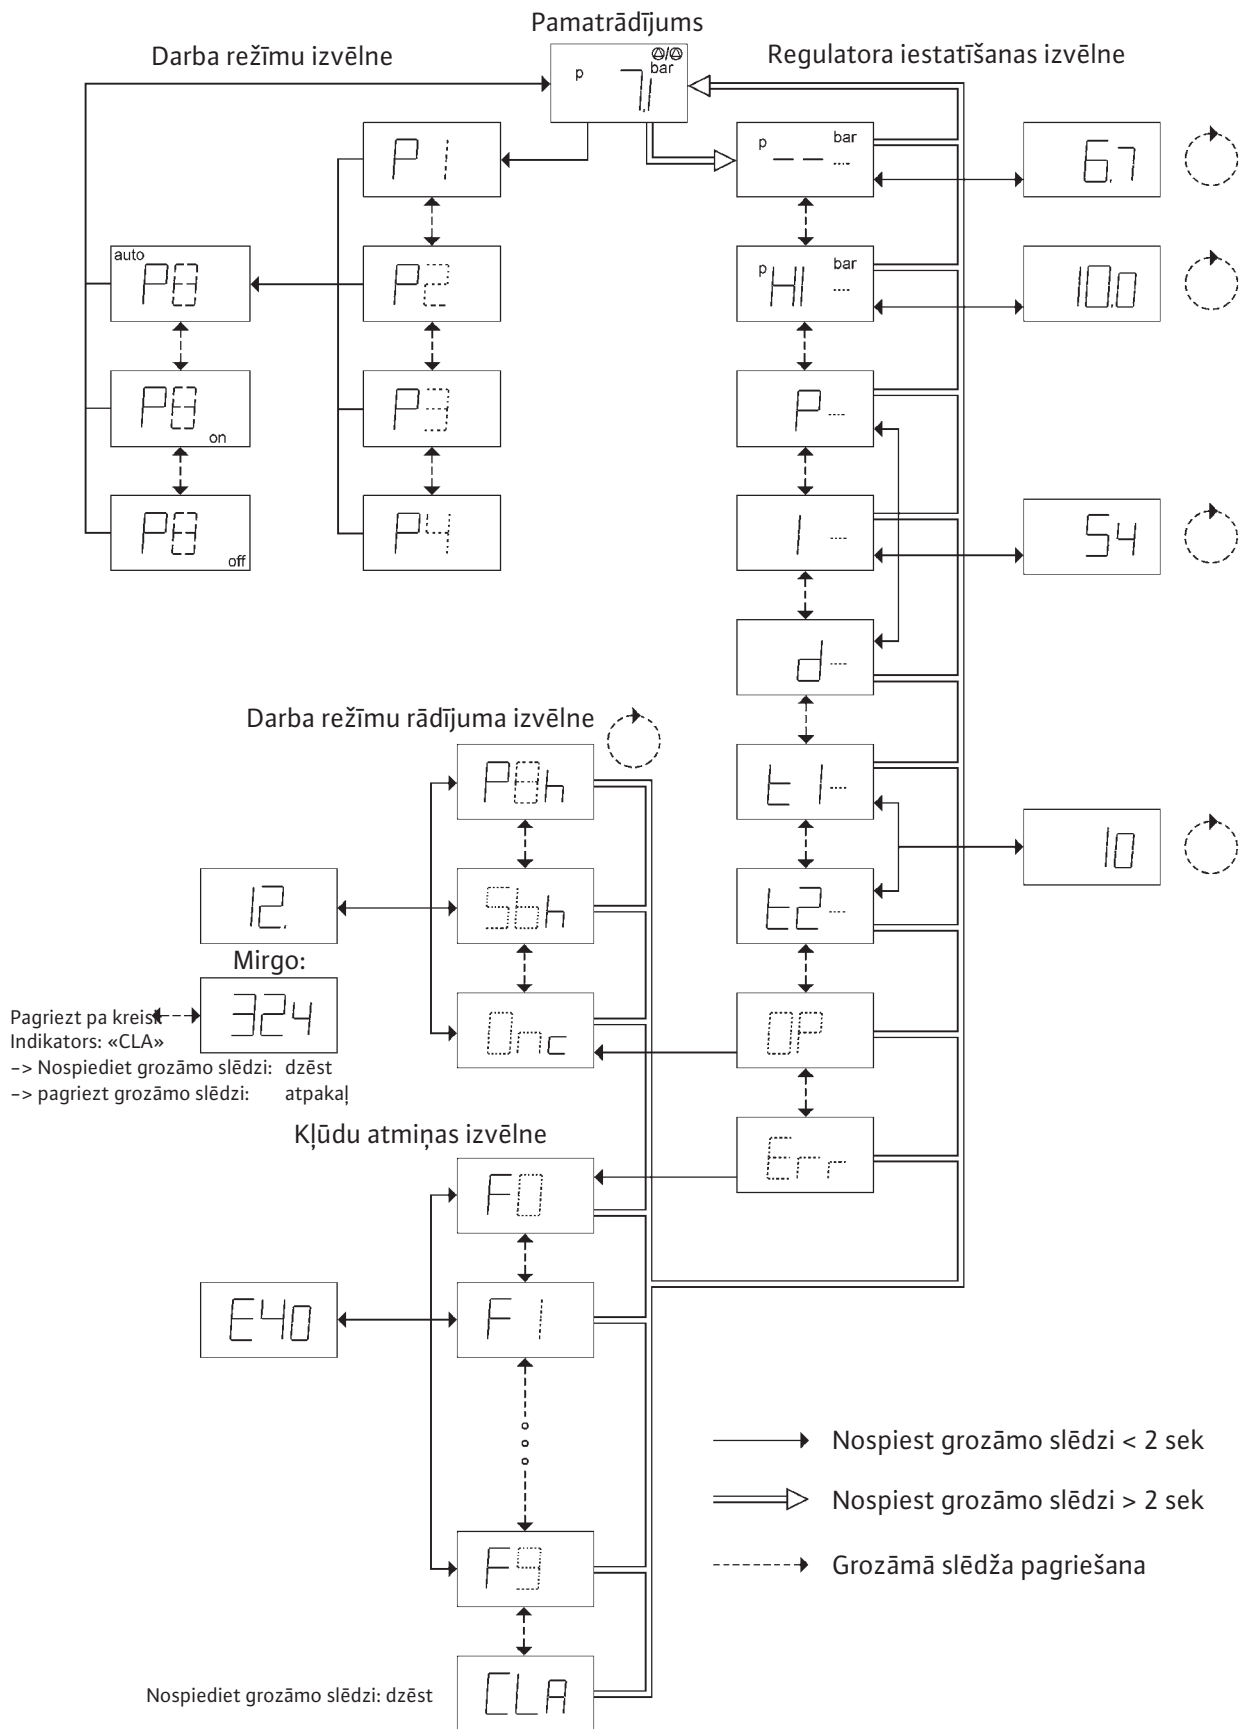 Pamatrādījums
Darba režīmu izvēlne
Regulatora iestatīšanas izvēlne
p 7.1 bar
P1
P2
P3
P4
auto P8
P8 on
P8 off
p -- bar ----
6.7
p HI bar ----
10.0
P ----
I ----
54
d ----
t1 ----
t2 ----
10
OP
Err
Darba režīmu rādījuma izvēlne
P8h
Sbh
Onc
12.
Mirgo:
324
Pagriezt pa kreisi
Indikators: «CLA»
–> Nospiediet grozāmo slēdzi: dzēst
–> pagriezt grozāmo slēdzi: atpakaļ
Kļūdu atmiņas izvēlne
F0
F1
E40
F9
CLA
Nospiediet grozāmo slēdzi: dzēst
Nospiest grozāmo slēdzi < 2 sek
Nospiest grozāmo slēdzi > 2 sek
Grozāmā slēdža pagriešana